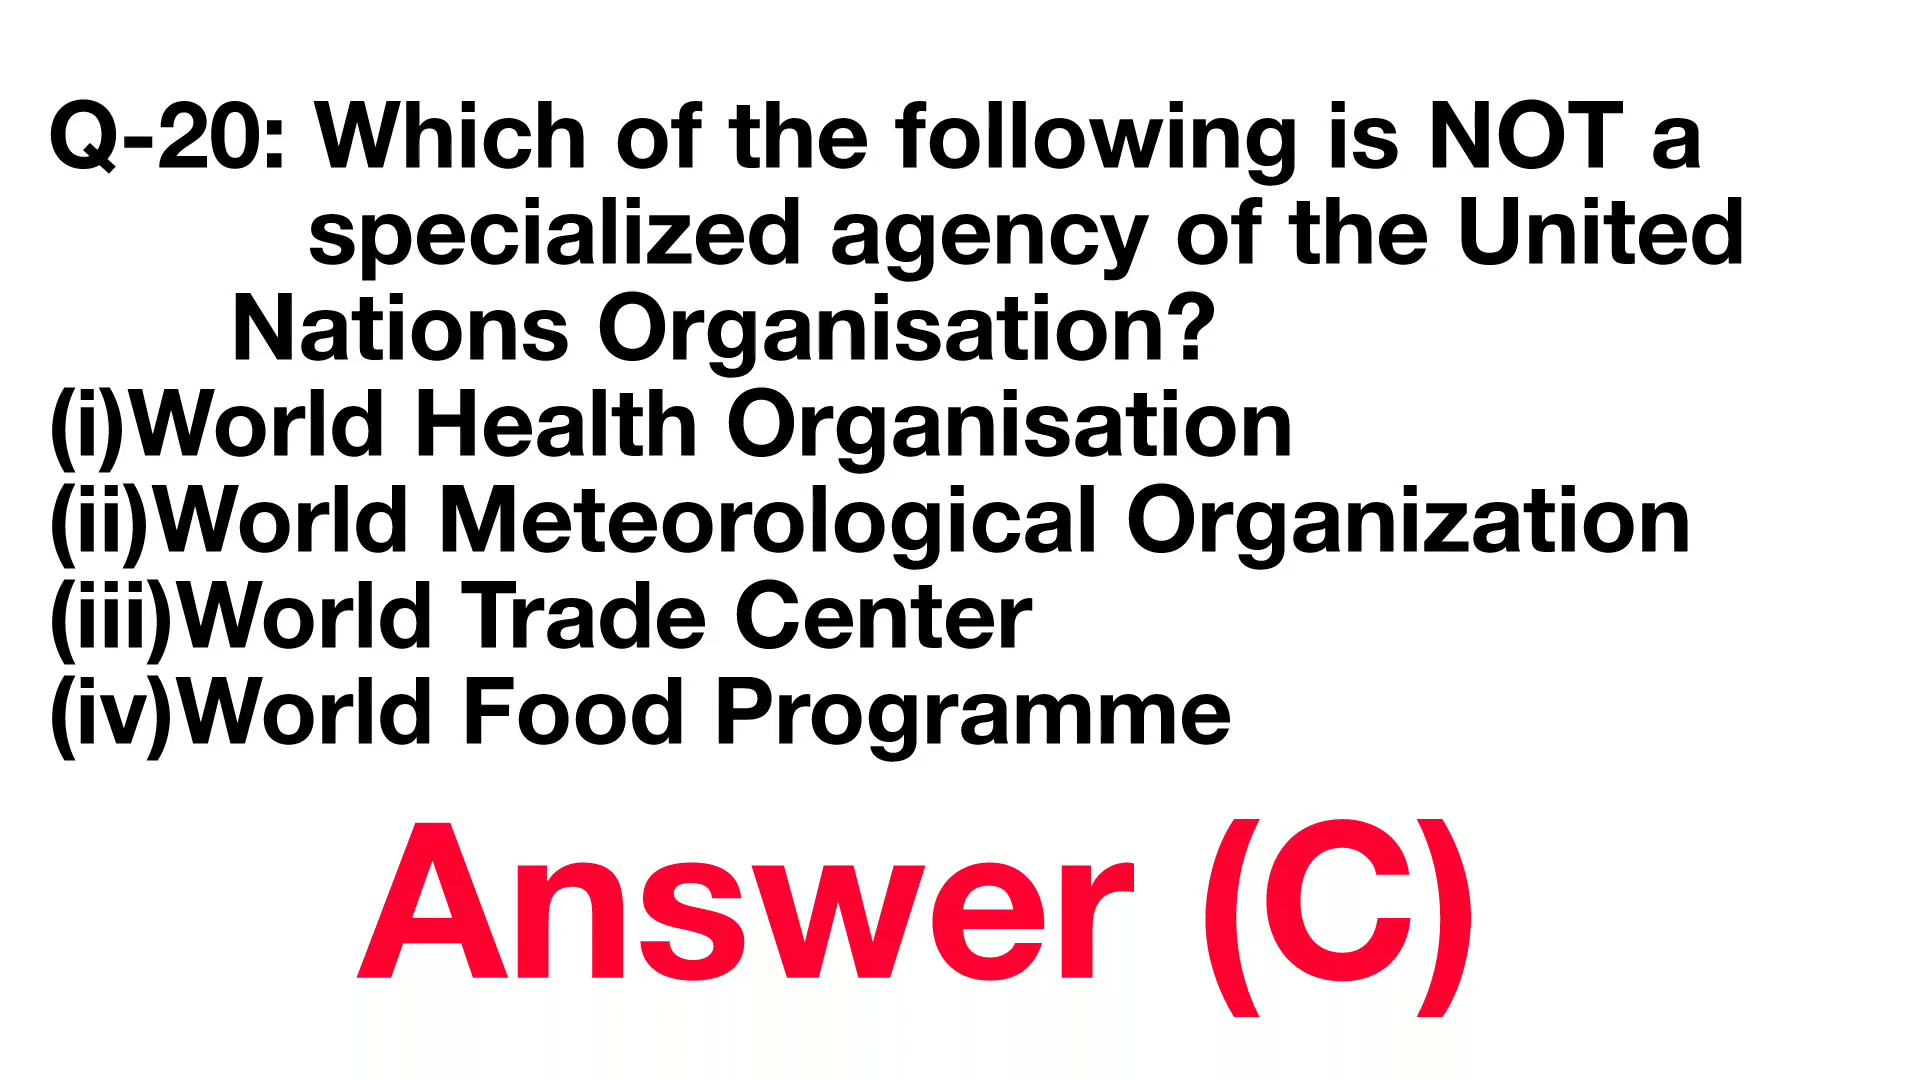 Q-20: Which of the following is NOT a
specialized agency of the United
Nations Organisation?
(i)World Health Organisation
(ii)World Meteorological Organization
(iii)World Trade Center
(iv)World Food Programme
Answer (C)